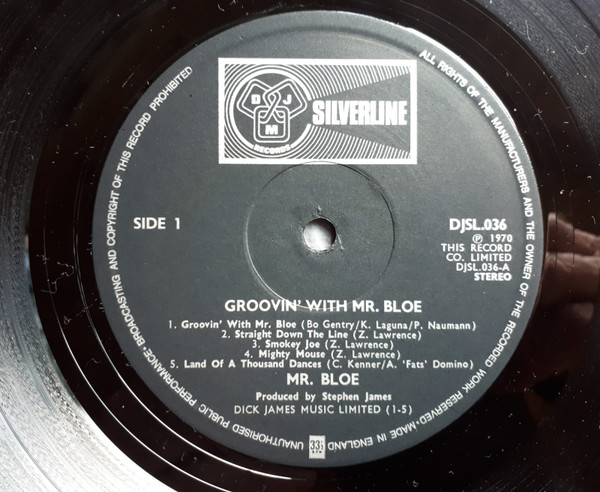 UNAUTHORISED PUBLIC PERFORMANCE • BROADCASTING AND COPYRIGHT OF THIS RECORD PROHIBITED
ALL RIGHTS OF THE MANUFACTURERS AND THE OWNER OF THE RECORDED WORK RESERVED • MADE IN ENGLAND
D J M
RECORDS
SILVERLINE
SIDE 1
DJSL.036
Ⓟ 1970
THIS RECORD
CO. LIMITED
DJSL.036-A
STEREO
GROOVIN' WITH MR. BLOE
1. Groovin' With Mr. Bloe (Bo Gentry/K. Laguna/P. Naumann)
2. Straight Down The Line (Z. Lawrence)
3. Smokey Joe (Z. Lawrence)
4. Mighty Mouse (Z. Lawrence)
5. Land Of A Thousand Dances (C. Kenner/A. 'Fats' Domino)
MR. BLOE
Produced by Stephen James
DICK JAMES MUSIC LIMITED (1-5)
33⅓